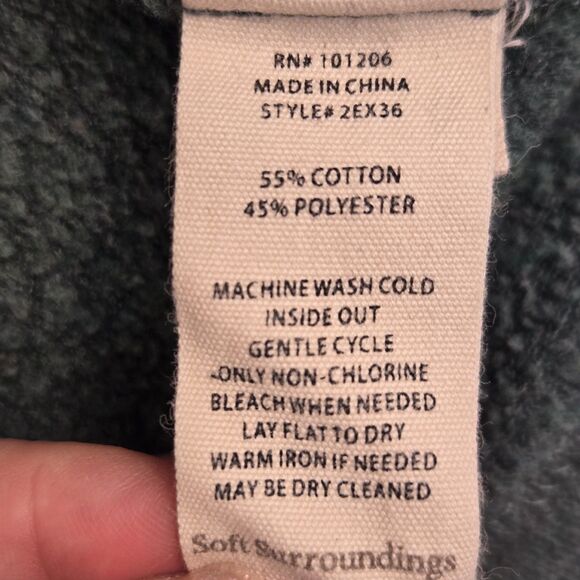 RN# 101206
MADE IN CHINA
STYLE# 2EX36
55% COTTON
45% POLYESTER
MACHINE WASH COLD
INSIDE OUT
GENTLE CYCLE
-ONLY NON-CHLORINE
BLEACH WHEN NEEDED
LAY FLAT TO DRY
WARM IRON IF NEEDED
MAY BE DRY CLEANED
Soft Surroundings